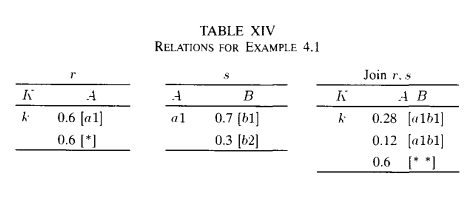 TABLE XIV
RELATIONS FOR EXAMPLE 4.1
r s Join r, s
K A A B K A B
k 0.6 [a1] a1 0.7 [b1] k 0.28 [a1b1]
0.6 [*] 0.3 [b2] 0.12 [a1b1]
0.6 [* *]